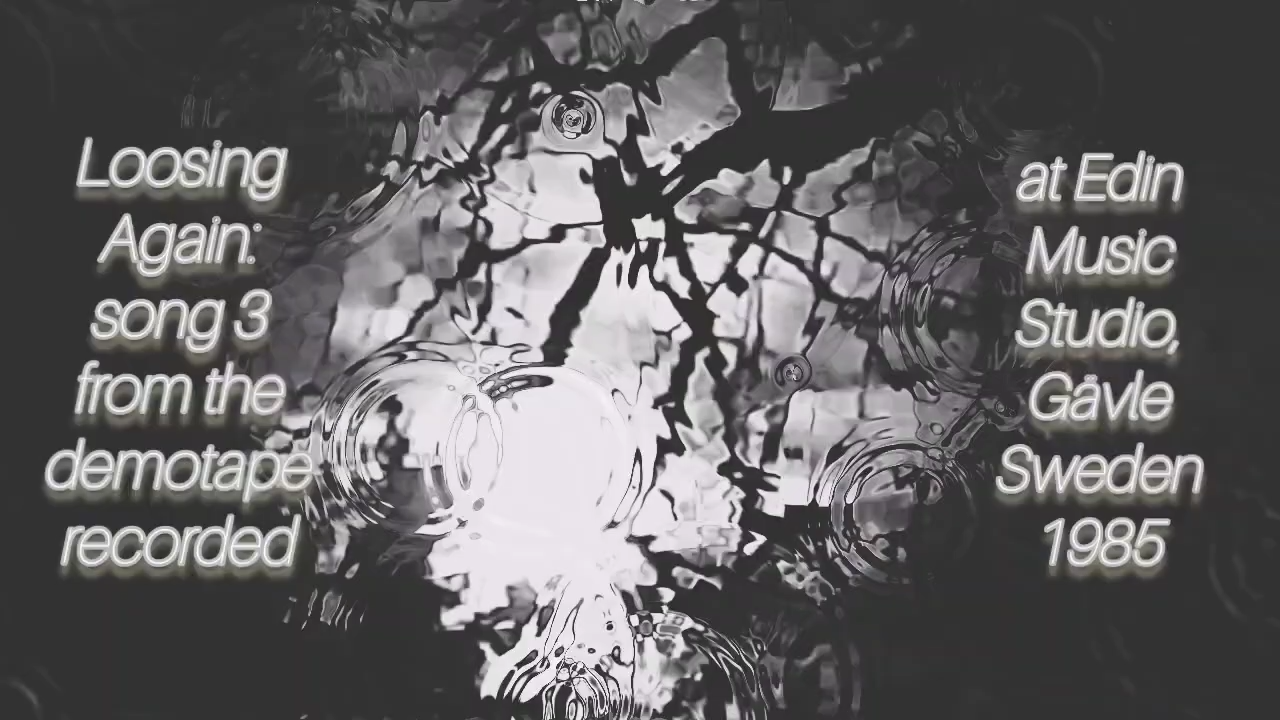 Loosing
Again:
song 3
from the
demotape
recorded
at Edin
Music
Studio,
Gävle
Sweden
1985